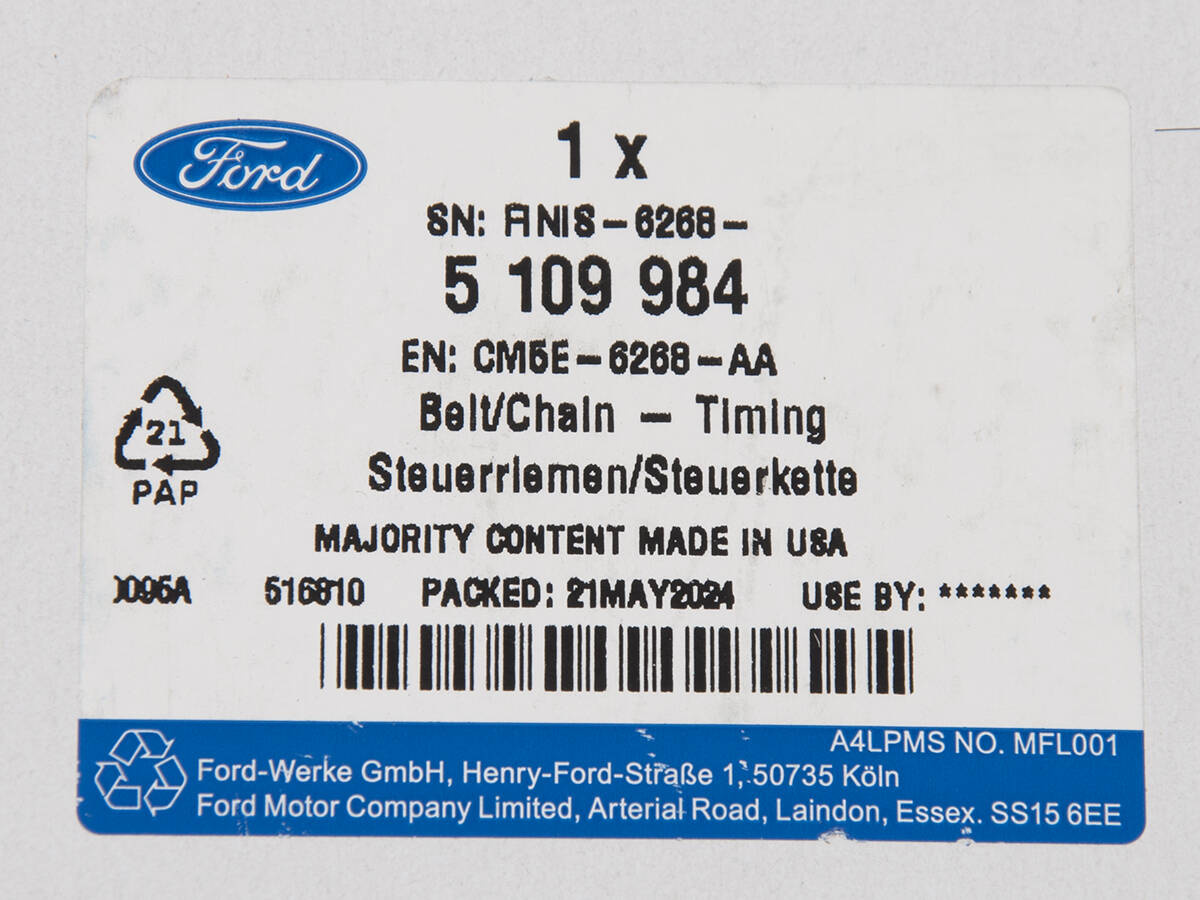 Ford
1 x
SN: FINIS-6268-
5 109 984
EN: CM5E-6268-AA
Belt/Chain - Timing
Steuerriemen/Steuerkette
21
PAP
MAJORITY CONTENT MADE IN USA
516810 PACKED: 21MAY2024 USE BY: *******
A4LPMS NO. MFL001
Ford-Werke GmbH, Henry-Ford-Straße 1, 50735 Köln
Ford Motor Company Limited, Arterial Road, Laindon, Essex. SS15 6EE